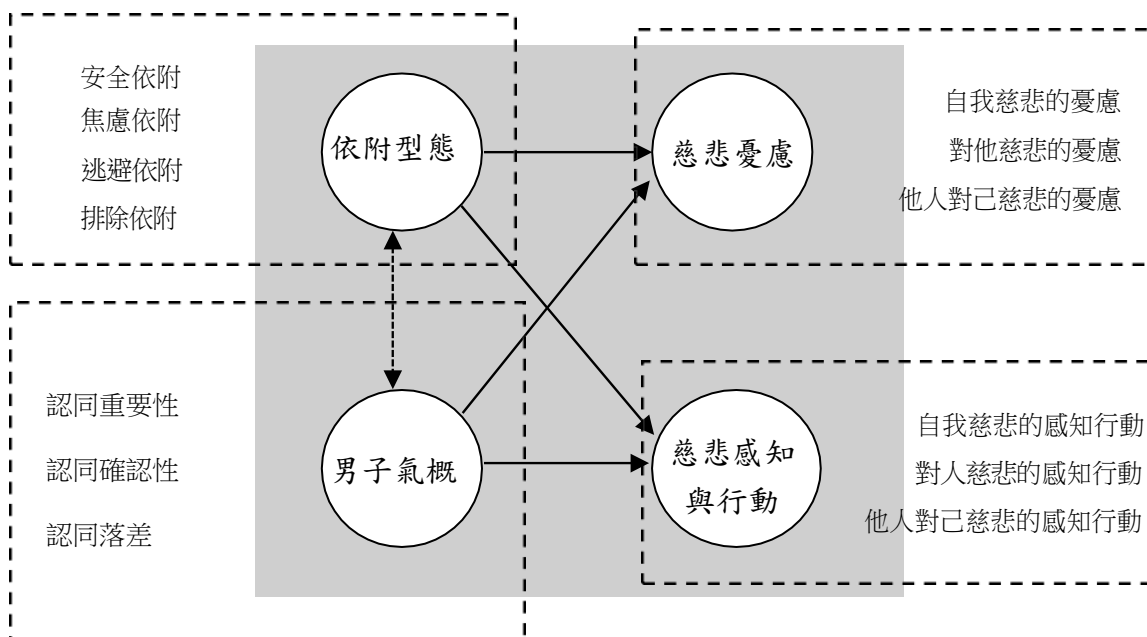 安全依附
焦慮依附
逃避依附
排除依附
依附型態
慈悲憂慮
自我慈悲的憂慮
對他慈悲的憂慮
他人對己慈悲的憂慮
認同重要性
認同確認性
認同落差
男子氣概
慈悲感知
與行動
自我慈悲的感知行動
對人慈悲的感知行動
他人對己慈悲的感知行動